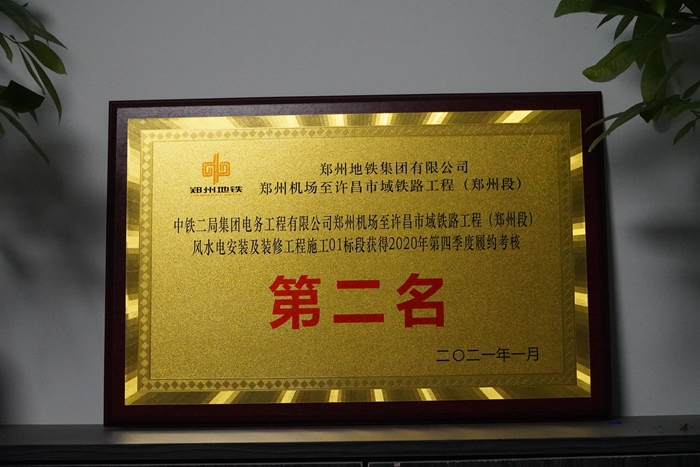 郑州地铁
郑州地铁集团有限公司
郑州机场至许昌市域铁路工程（郑州段）
中铁二局集团电务工程有限公司郑州机场至许昌市域铁路工程（郑州段）
风水电安装及装修工程施工01标段获得2020年第四季度履约考核
第二名
二〇二一年一月